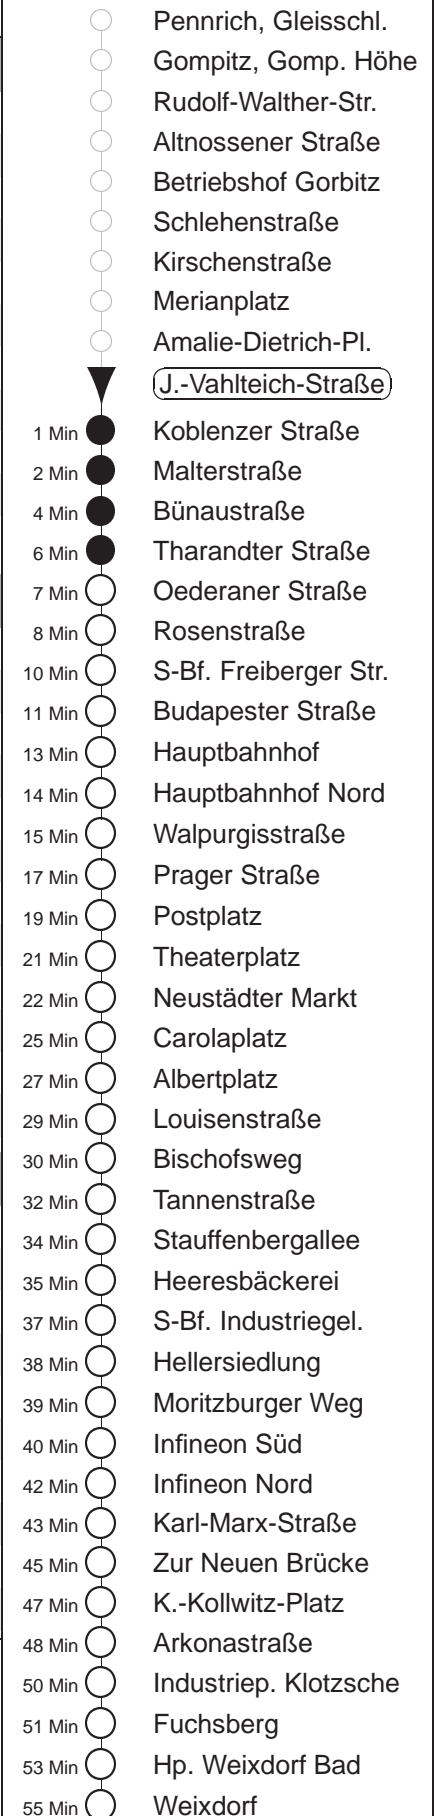 Pennrich, Gleisschl.
Gompitz, Gomp. Höhe
Rudolf-Walther-Str.
Altnossener Straße
Betriebshof Gorbitz
Schlehenstraße
Kirschenstraße
Merianplatz
Amalie-Dietrich-Pl.
J.-Vahlteich-Straße
1 Min Koblenzer Straße
2 Min Malterstraße
4 Min Bünaustraße
6 Min Tharandter Straße
7 Min Oederaner Straße
8 Min Rosenstraße
10 Min S-Bf. Freiberger Str.
11 Min Budapester Straße
13 Min Hauptbahnhof
14 Min Hauptbahnhof Nord
15 Min Walpurgisstraße
17 Min Prager Straße
19 Min Postplatz
21 Min Theaterplatz
22 Min Neustädter Markt
25 Min Carolaplatz
27 Min Albertplatz
29 Min Louisenstraße
30 Min Bischofsweg
32 Min Tannenstraße
34 Min Stauffenbergallee
35 Min Heeresbäckerei
37 Min S-Bf. Industriegel.
38 Min Hellersiedlung
39 Min Moritzburger Weg
40 Min Infineon Süd
42 Min Infineon Nord
43 Min Karl-Marx-Straße
45 Min Zur Neuen Brücke
47 Min K.-Kollwitz-Platz
48 Min Arkonastraße
50 Min Industriep. Klotzsche
51 Min Fuchsberg
53 Min Hp. Weixdorf Bad
55 Min Weixdorf